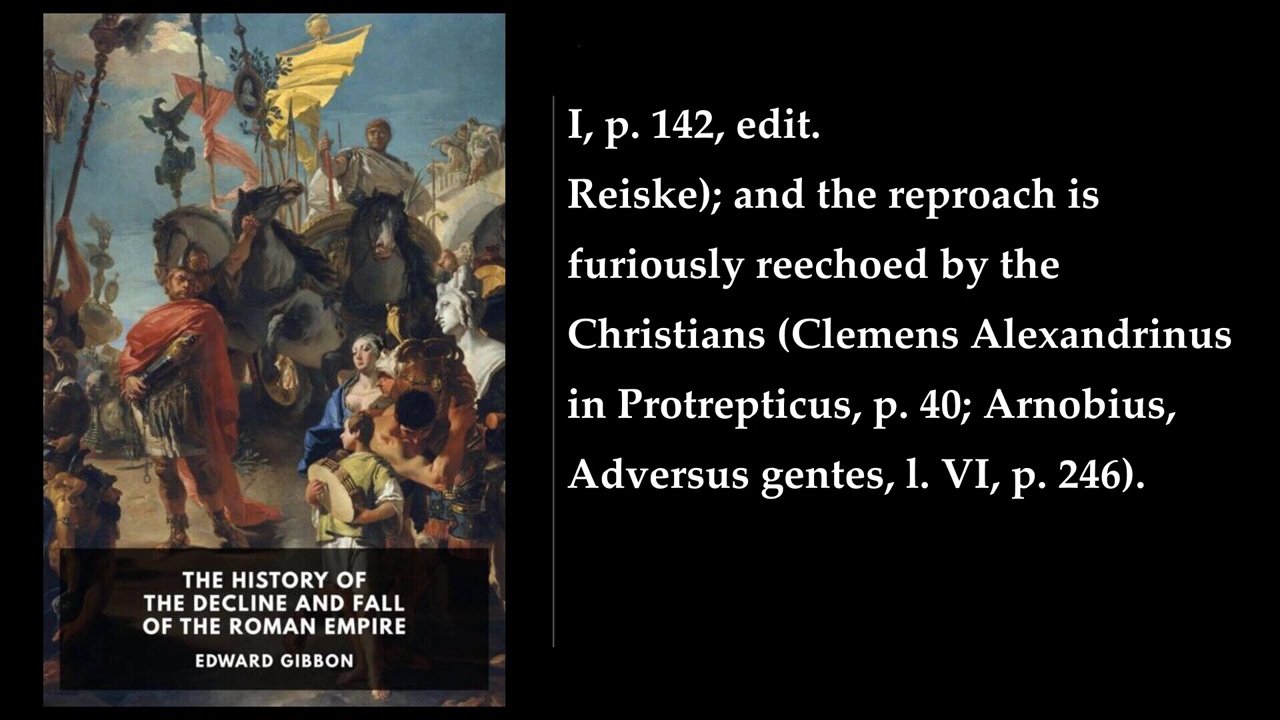 THE HISTORY OF
THE DECLINE AND FALL
OF THE ROMAN EMPIRE
EDWARD GIBBON
I, p. 142, edit.
Reiske); and the reproach is
furiously reechoed by the
Christians (Clemens Alexandrinus
in Protrepticus, p. 40; Arnobius,
Adversus gentes, l. VI, p. 246).